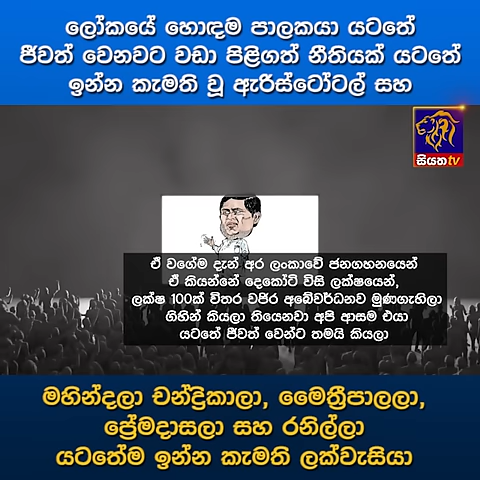 ලෝකයේ හොඳම පාලකයා යටතේ
ජීවත් වෙනවට වඩා පිළිගත් නීතියක් යටතේ
ඉන්න කැමති වූ ඇරිස්ටෝටල් සහ
සියත tv
ඒ වගේම දැන් අර ලංකාවේ ජනගහනයෙන්
ඒ කියන්නේ දෙකෝටි විසි ලක්ෂයෙන්,
ලක්ෂ 100ක් විතර වජිර අබේවර්ධනව මුණගැහිලා
ගිහින් කියලා තියෙනවා අපි ආසම එයා
යටතේ ජීවත් වෙන්ට තමයි කියලා
මහින්දලා චන්ද්‍රිකාලා, මෛත්‍රීපාලලා,
ප්‍රේමදාසලා සහ රනිල්ලා
යටතේම ඉන්න කැමති ලක්වැසියා